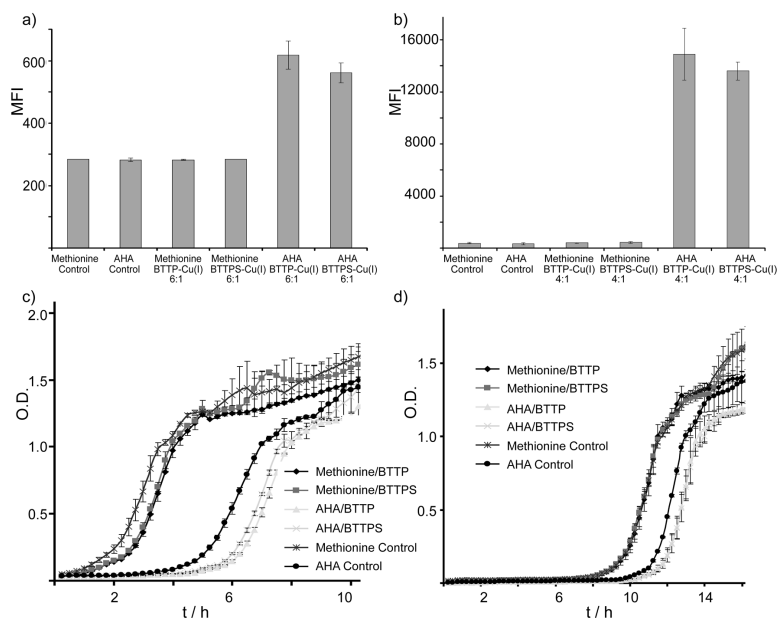 a)
MFI
600
400
200
Methionine
Control
AHA
Control
Methionine
BTTP-Cu(I)
6:1
Methionine
BTTPS-Cu(I)
6:1
AHA
BTTP-Cu(I)
6:1
AHA
BTTPS-Cu(I)
6:1
b)
MFI
16000
12000
8000
4000
Methionine
Control
AHA
Control
Methionine
BTTP-Cu(I)
4:1
Methionine
BTTPS-Cu(I)
4:1
AHA
BTTP-Cu(I)
4:1
AHA
BTTPS-Cu(I)
4:1
c)
O.D.
2.0
1.5
1.0
0.5
Methionine/BTTP
Methionine/BTTPS
AHA/BTTP
AHA/BTTPS
Methionine Control
AHA Control
2
6
10
t / h
d)
O.D.
1.5
1.0
0.5
Methionine/BTTP
Methionine/BTTPS
AHA/BTTP
AHA/BTTPS
Methionine Control
AHA Control
2
6
10
14
t / h